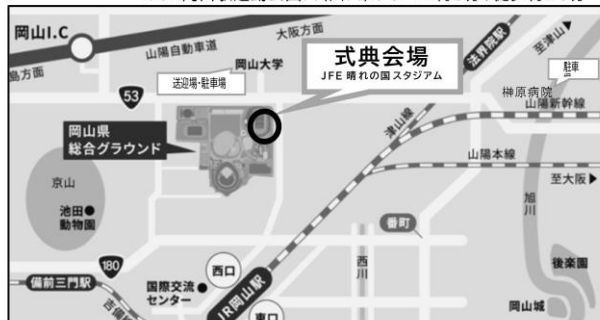 岡山I.C
大阪方面
島方面
山陽自動車道
送迎場・駐車場
岡山大学
式典会場
JFE 晴れの国スタジアム
法界院駅
至津山
駐車
榊原病院
53
岡山県
総合グラウンド
津山線
山陽新幹線
山陽本線
至大阪
京山
池田
動物園
旭川
番町
180
西口
備前三門駅
国際交流
センター
JR岡山駅
西川
後楽園
岡山城
吉備線
東口